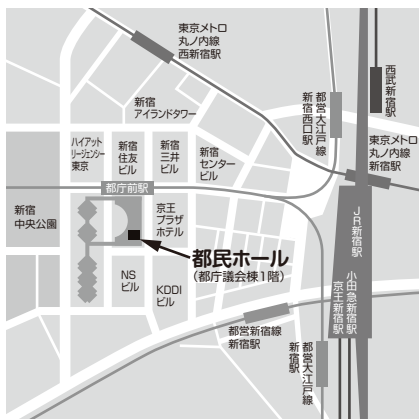 東京メトロ
丸ノ内線
西新宿駅
西武新宿駅
新宿
アイランドタワー
都営大江戸線
新宿西口駅
東京メトロ
丸ノ内線
新宿駅
ハイアット
リージェンシー
東京
新宿
住友
ビル
新宿
三井
ビル
新宿
センター
ビル
都庁前駅
新宿
中央公園
京王
プラザ
ホテル
JR新宿駅
都民ホール
(都庁議会棟1階)
小田急新宿駅
京王新宿駅
NS
ビル
KDDI
ビル
都営新宿線
新宿駅
都営大江戸線
新宿駅